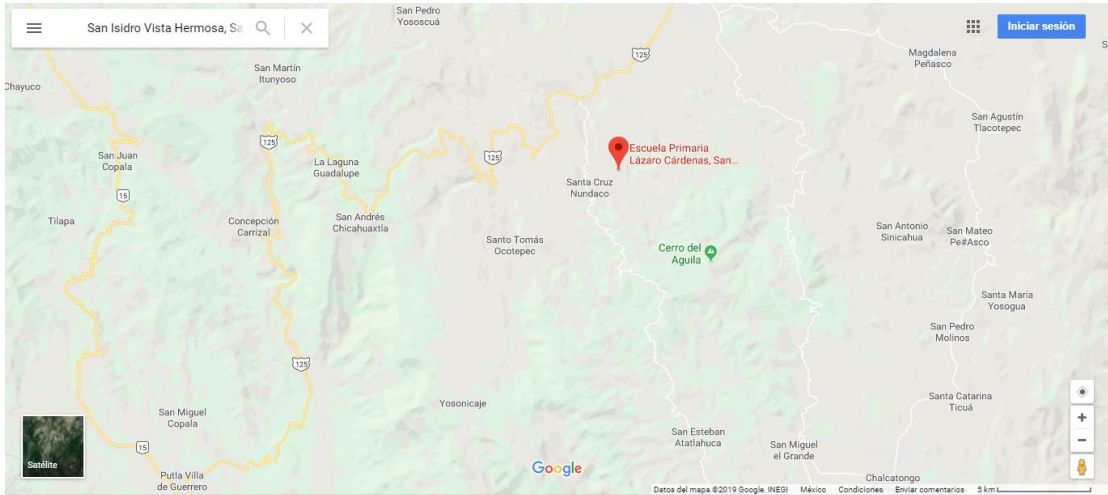 San Pedro
Yososcuá
San Isidro Vista Hermosa, Sa
Iniciar sesión
125
Magdalena
Peñasco
San Martín
Itunyoso
Chayuco
San Agustín
Tlacotepec
125
Escuela Primaria
Lázaro Cárdenas, San...
San Juan
Copala
La Laguna
Guadalupe
125
Santa Cruz
Nundaco
15
Tilapa
Concepción
Carrizal
San Andrés
Chicahuaxtla
San Antonio
Sinicahua
San Mateo
Pe#Asco
Santo Tomás
Ocotepec
Cerro del
Aguila
Santa María
Yosogua
San Pedro
Molinos
125
Santa Catarina
Ticuá
Yosonicaje
San Miguel
Copala
San Esteban
Atatlahuca
San Miguel
el Grande
15
Satélite
Putla Villa
de Guerrero
Google
Chalcatongo
Datos del mapa ©2019 Google, INEGI México Condiciones Enviar comentarios 5 km